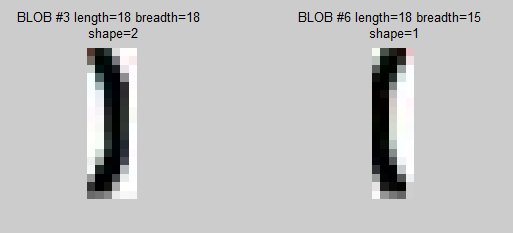 BLOB #3 length=18 breadth=18
shape=2
)
BLOB #6 length=18 breadth=15
shape=1
(